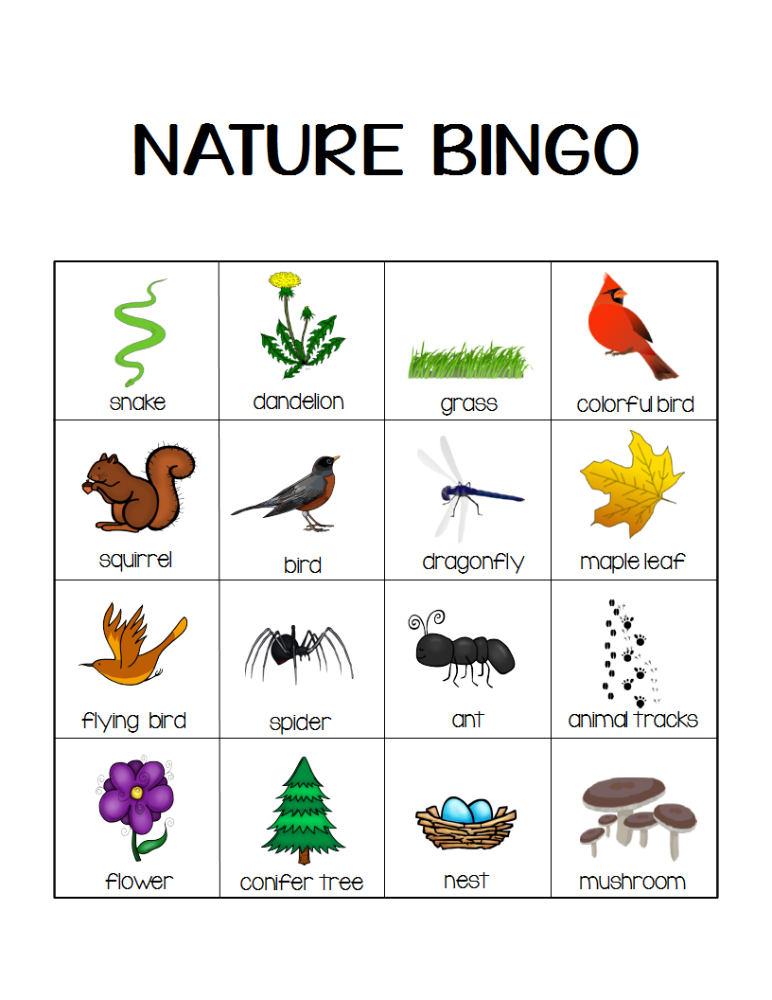 NATURE BINGO
snake
dandelion
grass
colorful bird
squirrel
bird
dragonfly
maple leaf
flying bird
spider
ant
animal tracks
flower
conifer tree
nest
mushroom